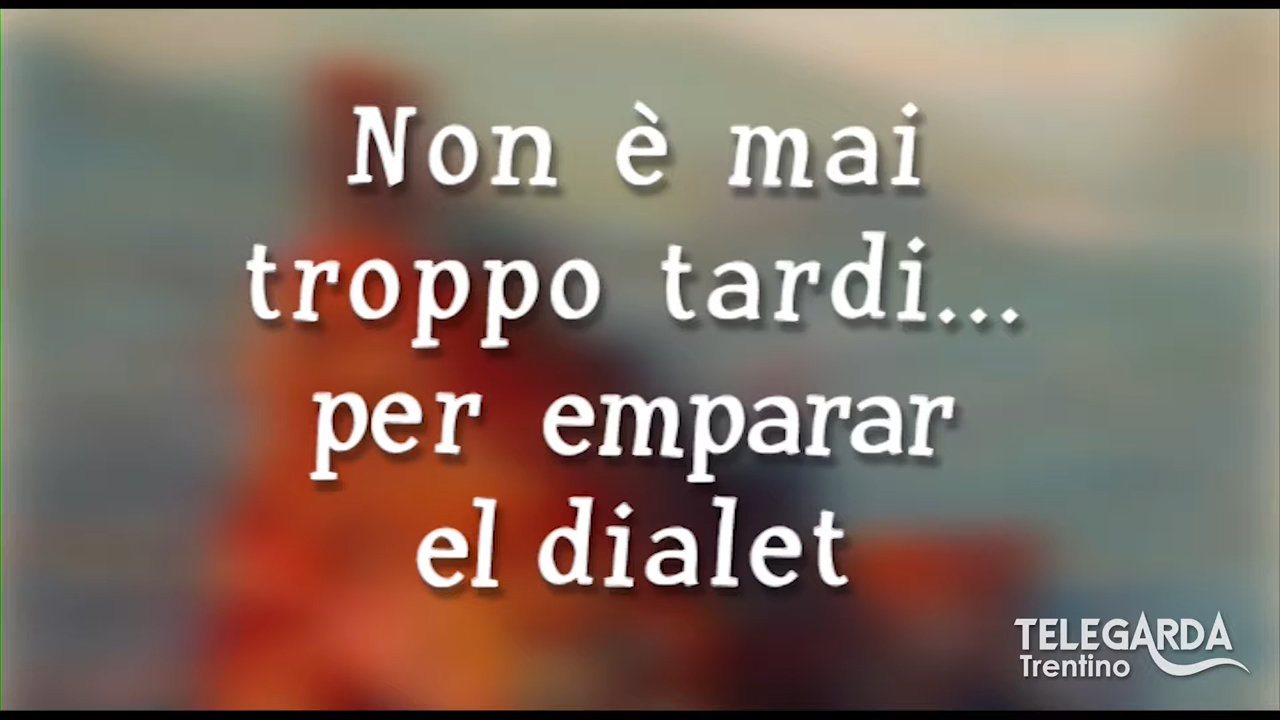 Non è mai
troppo tardi...
per emparar
el dialet
TELEGARDA
Trentino